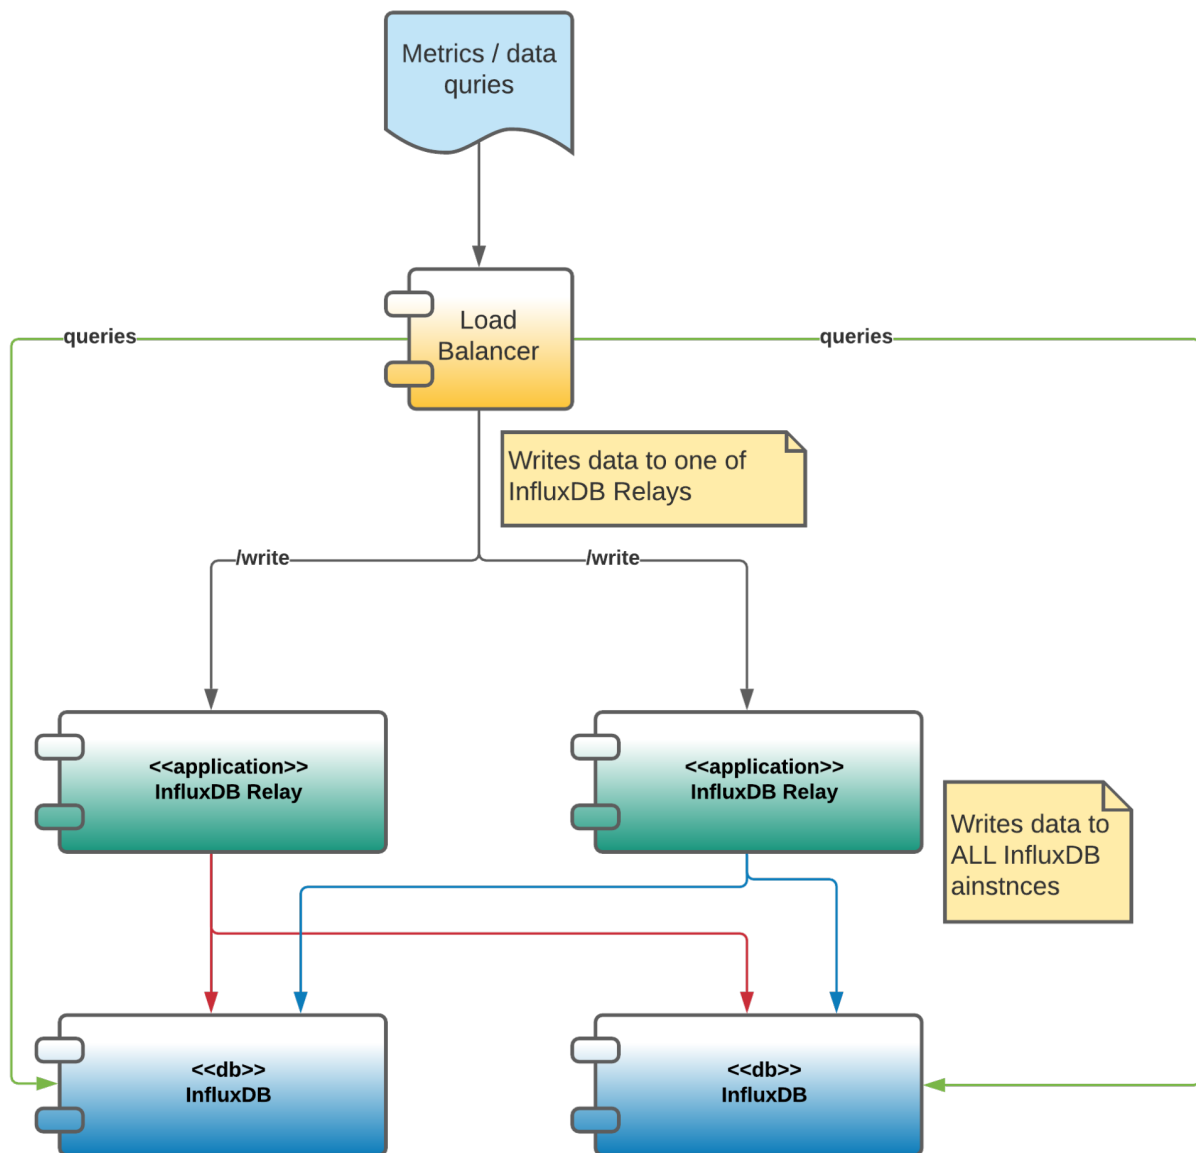 Metrics / data
quries
Load
Balancer
queries
queries
Writes data to one of
InfluxDB Relays
/write
/write
<<application>>
InfluxDB Relay
<<application>>
InfluxDB Relay
Writes data to
ALL InfluxDB
ainstnces
<<db>>
InfluxDB
<<db>>
InfluxDB